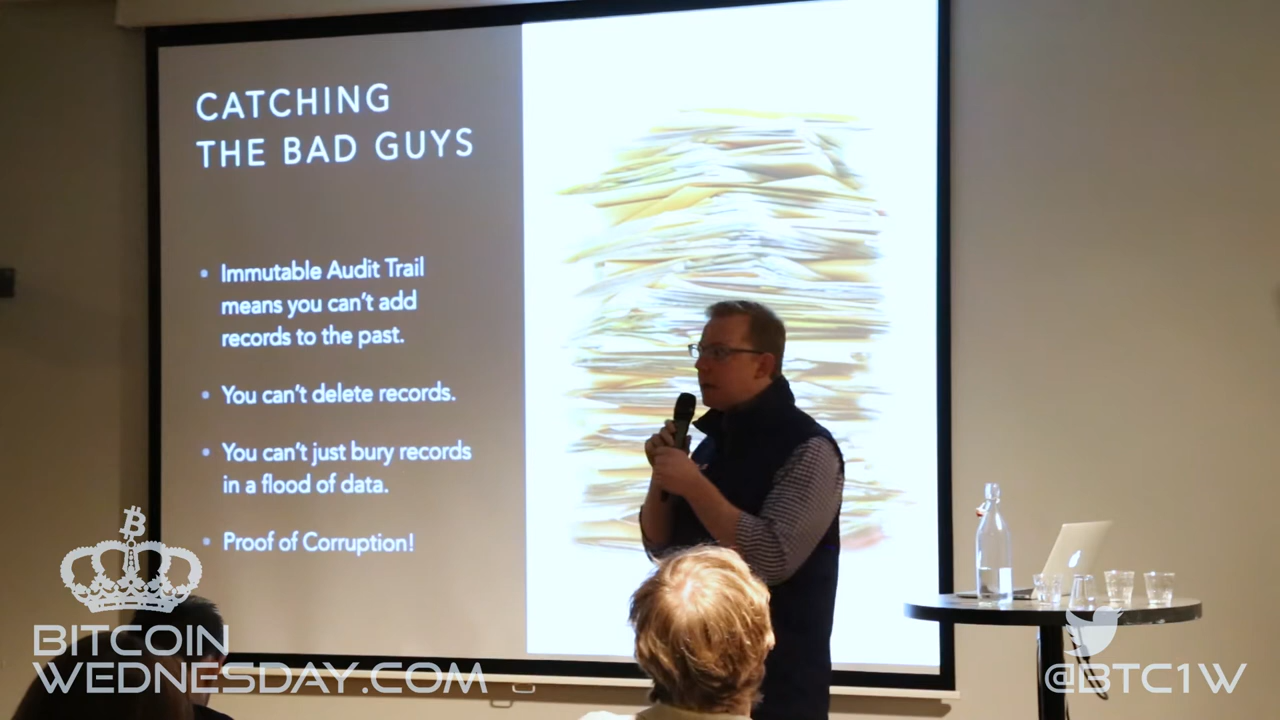 CATCHING
THE BAD GUYS
• Immutable Audit Trail
means you can't add
records to the past.
• You can't delete records.
• You can't just bury records
in a flood of data.
• Proof of Corruption!
BITCOIN
WEDNESDAY.COM
@BTC1W